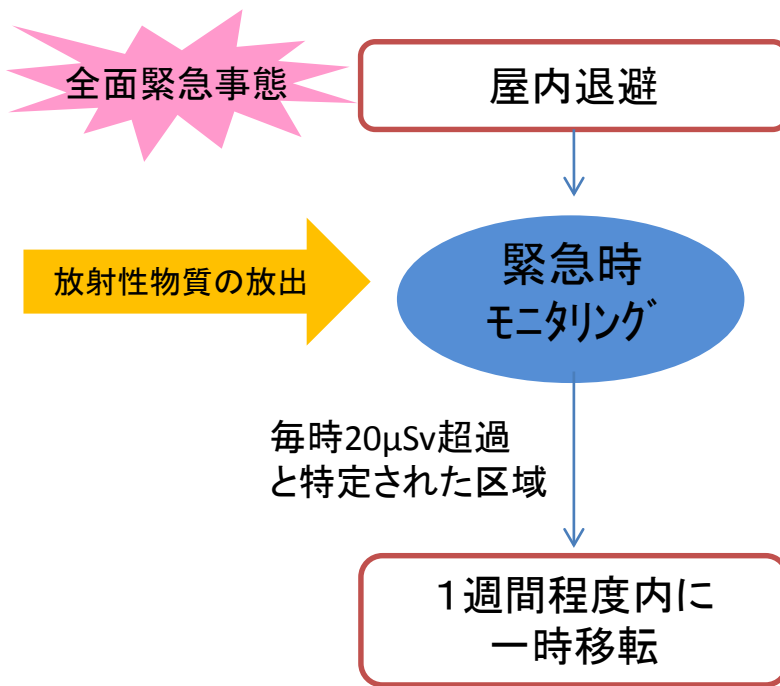 全面緊急事態
屋内退避
放射性物質の放出
緊急時
ﾓﾆﾀﾘﾝｸﾞ
毎時20μSv超過
と特定された区域
１週間程度内に
一時移転